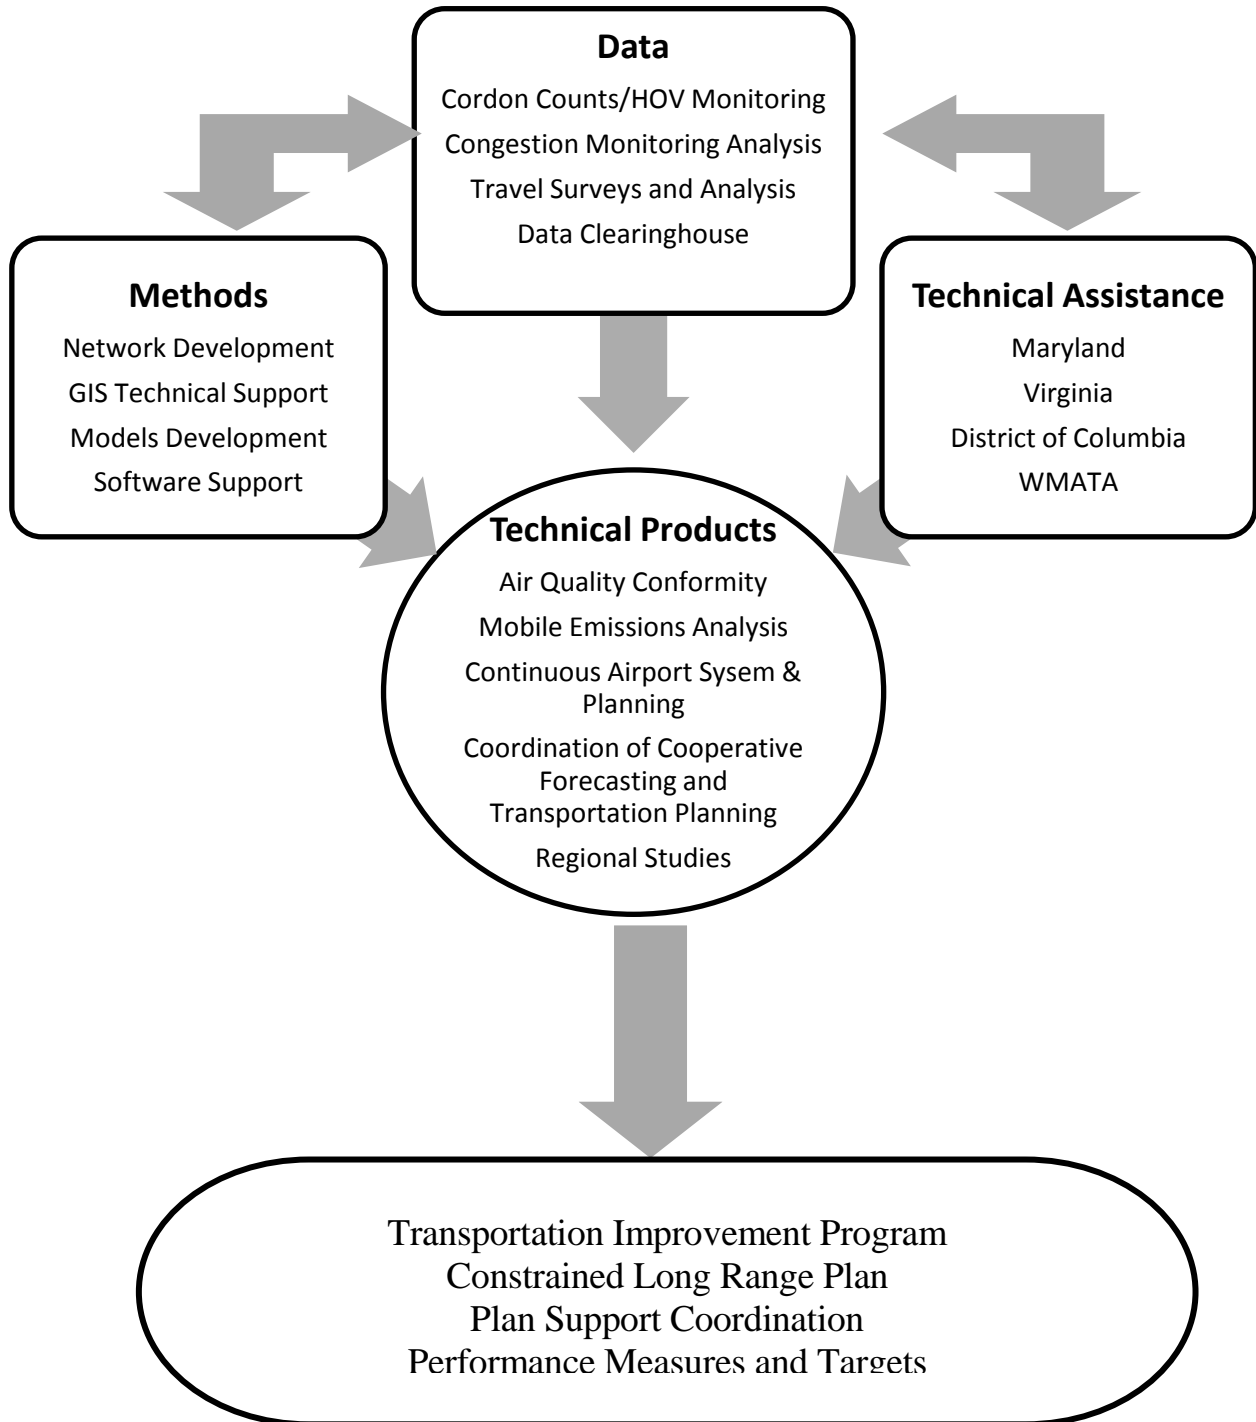 Data
Cordon Counts/HOV Monitoring
Congestion Monitoring Analysis
Travel Surveys and Analysis
Data Clearinghouse
Methods
Network Development
GIS Technical Support
Models Development
Software Support
Technical Assistance
Maryland
Virginia
District of Columbia
WMATA
Technical Products
Air Quality Conformity
Mobile Emissions Analysis
Continuous Airport Sysem &
Planning
Coordination of Cooperative
Forecasting and
Transportation Planning
Regional Studies
Transportation Improvement Program
Constrained Long Range Plan
Plan Support Coordination
Performance Measures and Targets